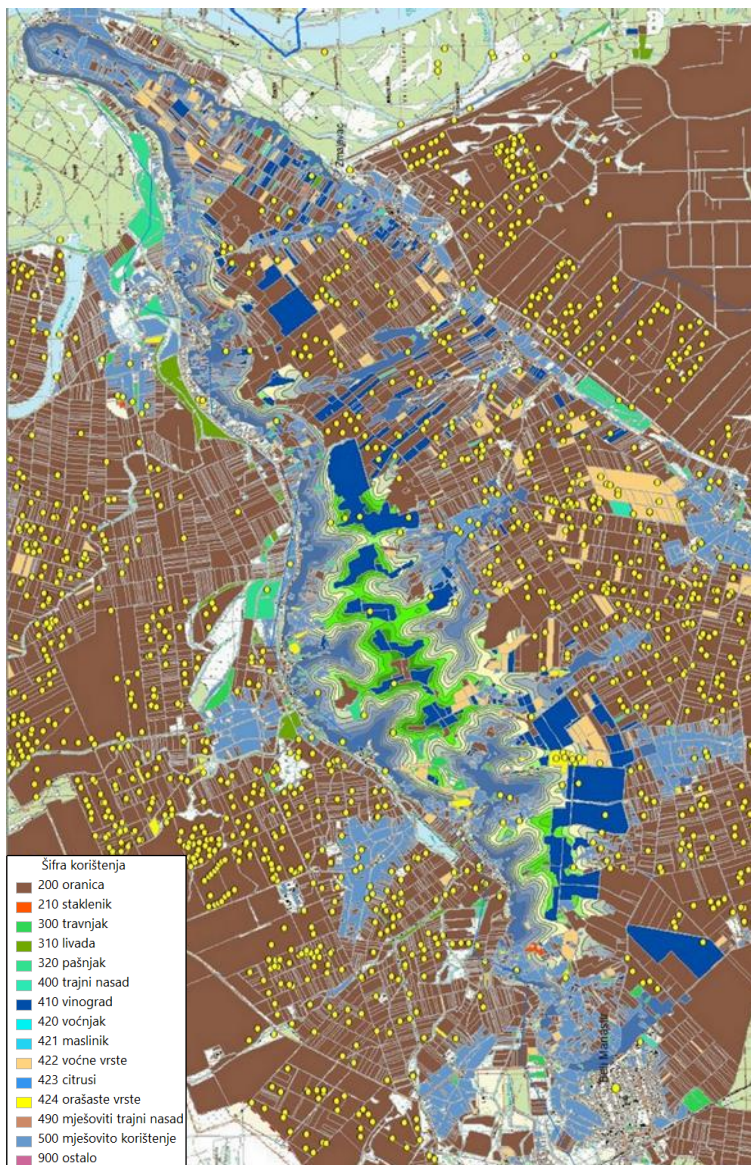 Zmajevac
Beli Manastir
Šifra korištenja
200 oranica
210 staklenik
300 travnjak
310 livada
320 pašnjak
400 trajni nasad
410 vinograd
420 voćnjak
421 maslinik
422 voćne vrste
423 citrusi
424 orašaste vrste
490 mješoviti trajni nasad
500 mješovito korištenje
900 ostalo